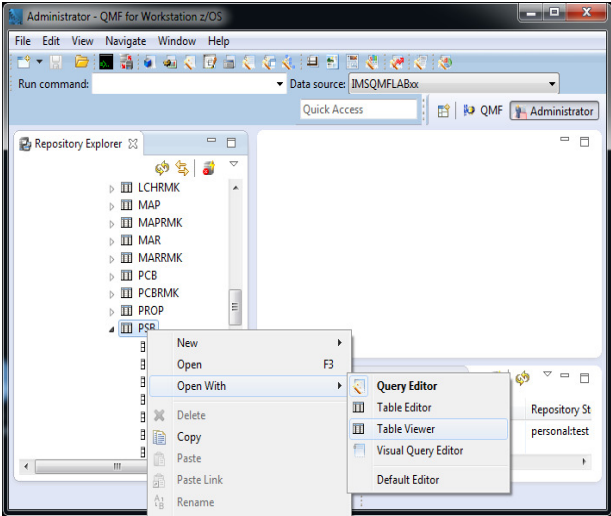 Administrator - QMF for Workstation z/OS
File Edit View Navigate Window Help
Run command: Data source: IMSQMFLABxx
Quick Access QMF Administrator
Repository Explorer
LCHRMK
MAP
MAPRMK
MAR
MARRMK
PCB
PCBRMK
PROP
PSB
New
Open F3
Open With
Delete
Copy
Paste
Paste Link
Rename
Query Editor
Table Editor
Table Viewer
Visual Query Editor
Default Editor
Repository St
personal:test